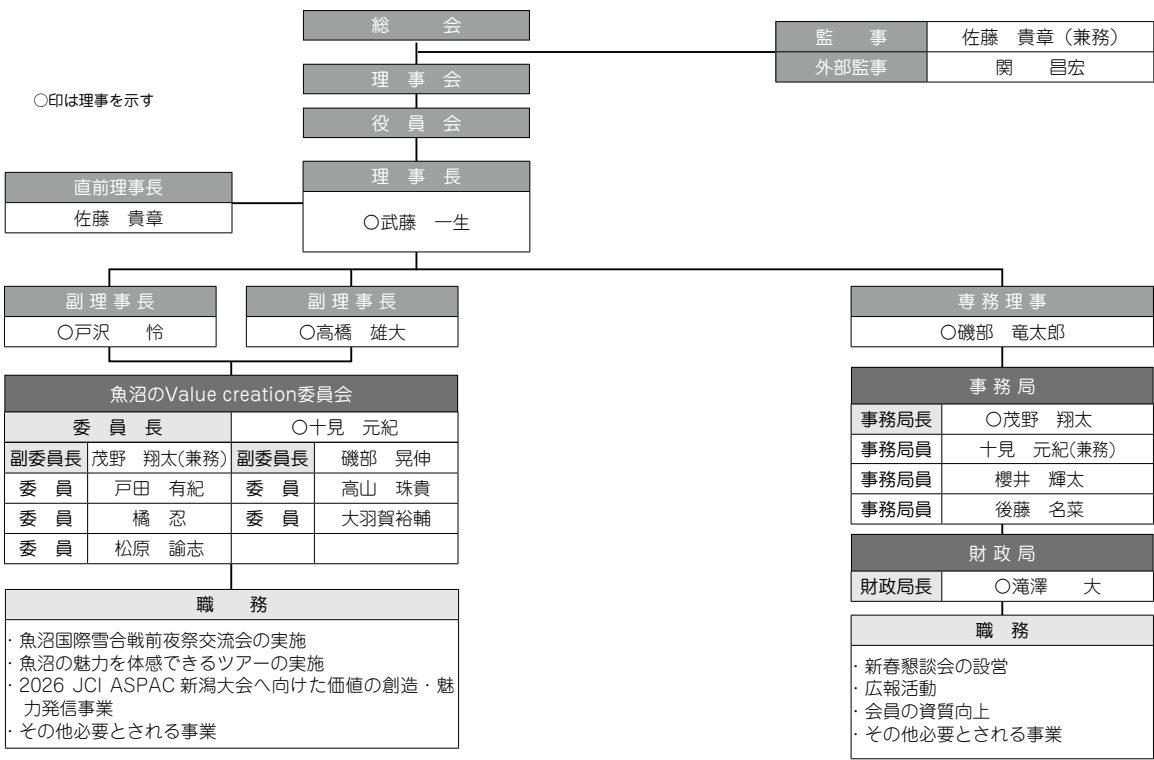 総　会
監　事　佐藤　貴章（兼務）
外部監事　関　昌宏
理 事 会
○印は理事を示す
役 員 会
理 事 長
○武藤　一生
直前理事長
佐藤　貴章
副 理 事 長
○戸沢　怜
副 理 事 長
○高橋　雄大
専 務 理 事
○磯部　竜太郎
魚沼のValue creation委員会
委 員 長　○十見　元紀
副委員長　茂野　翔太(兼務)　副委員長　磯部　晃伸
委　員　戸田　有紀　委　員　高山　珠貴
委　員　橘　忍　委　員　大羽賀裕輔
委　員　松原　諭志
職　務
・魚沼国際雪合戦前夜祭交流会の実施
・魚沼の魅力を体感できるツアーの実施
・2026 JCI ASPAC 新潟大会へ向けた価値の創造・魅
力発信事業
・その他必要とされる事業
事 務 局
事務局長　○茂野　翔太
事務局員　十見　元紀(兼務)
事務局員　櫻井　輝太
事務局員　後藤　名菜
財 政 局
財政局長　○滝澤　大
職　務
・新春懇談会の設営
・広報活動
・会員の資質向上
・その他必要とされる事業